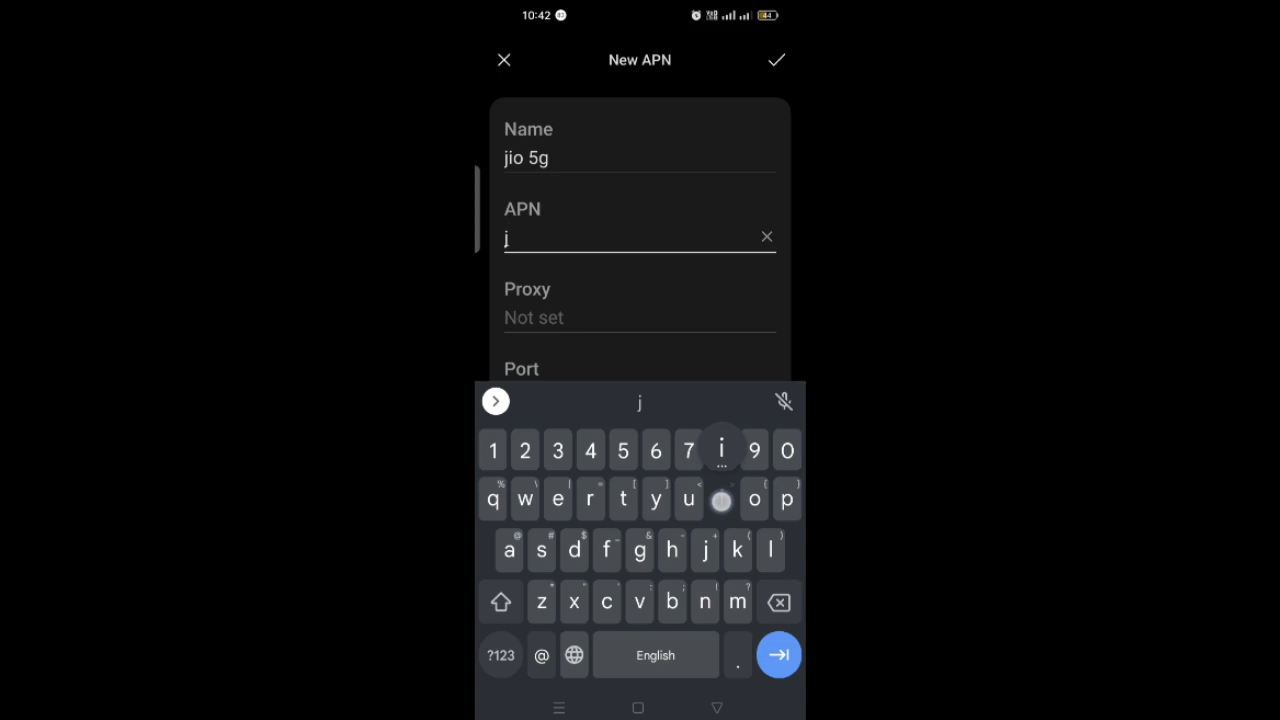 10:42
44
New APN
Name
jio 5g
APN
j
Proxy
Not set
Port
j
1 2 3 4 5 6 7 i 9 0
q w e r t y u o p
a s d f g h j k l
z x c v b n m
?123 @ English .